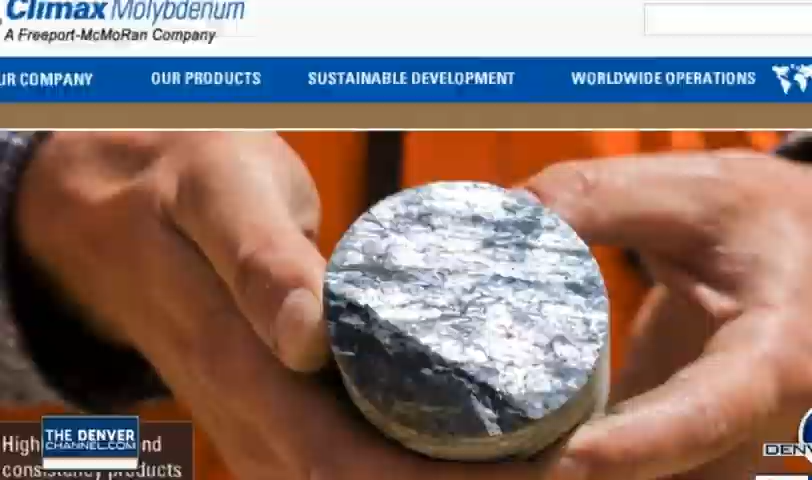 Climax Molybdenum
A Freeport-McMoRan Company
UR COMPANY
OUR PRODUCTS
SUSTAINABLE DEVELOPMENT
WORLDWIDE OPERATIONS
High nd
consistency products
THE DENVER
CHANNEL.COM
DENV